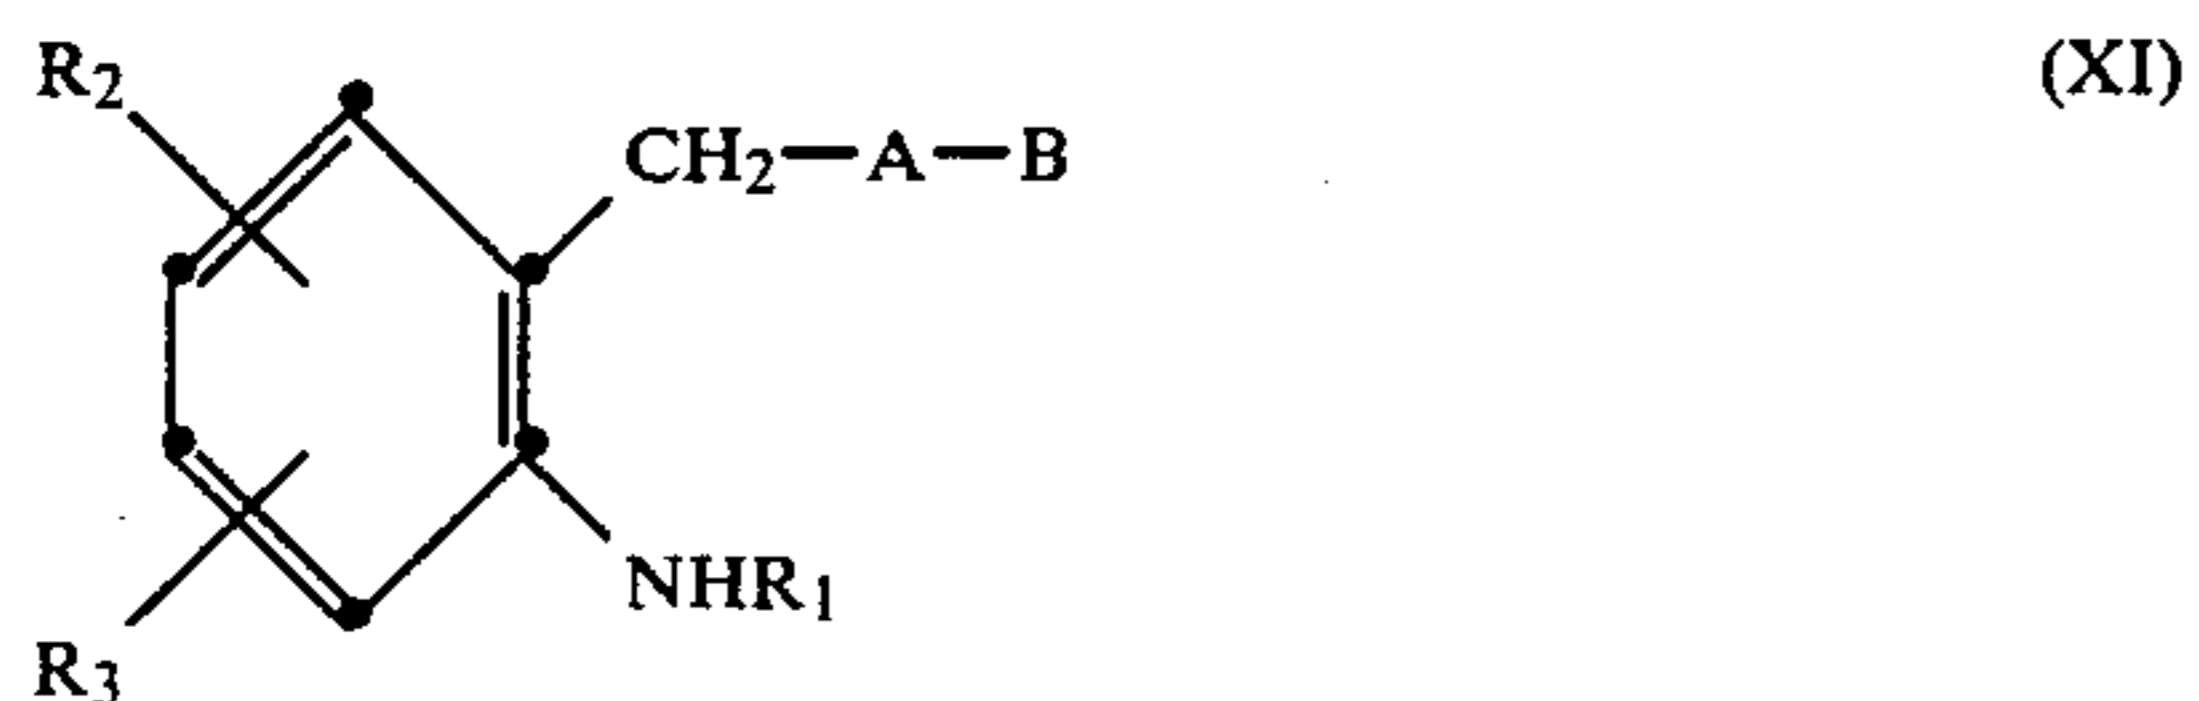 R2 (XI)
CH2—A—B
NHR1
R3